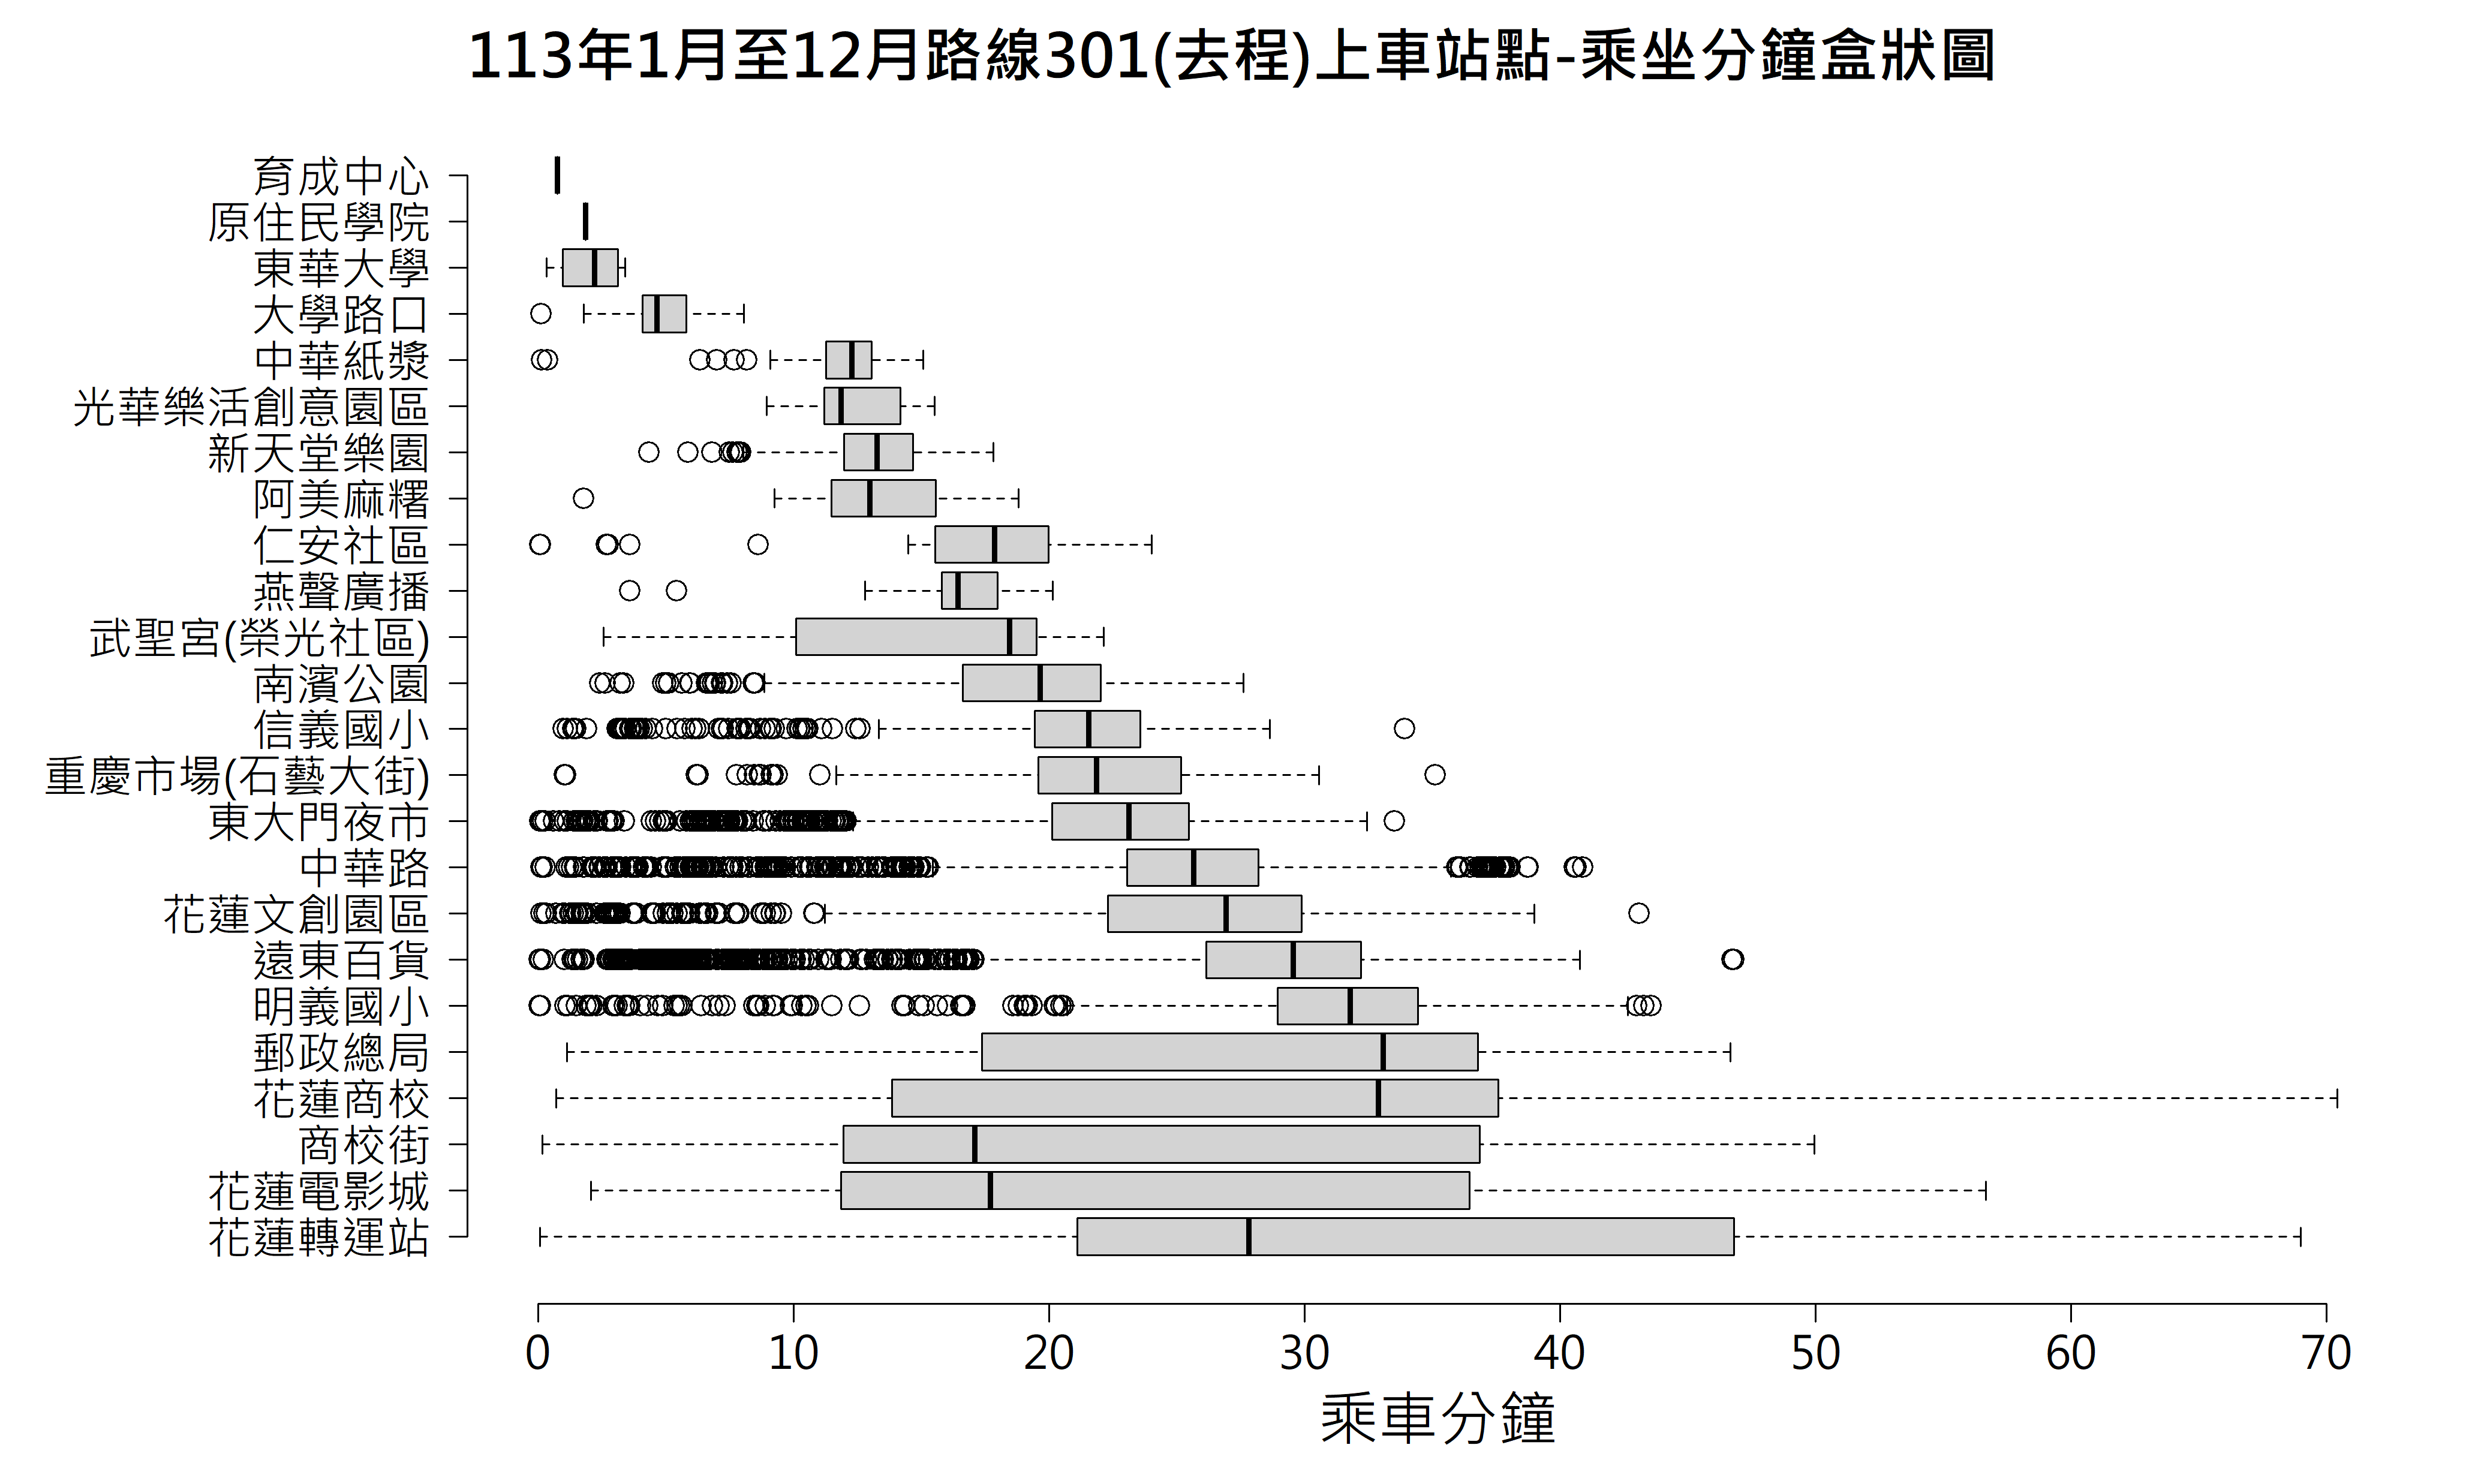 113年1月至12月路線301(去程)上車站點-乘坐分鐘盒狀圖
育成中心
原住民學院
東華大學
大學路口
中華紙漿
光華樂活創意園區
新天堂樂園
阿美麻糬
仁安社區
燕聲廣播
武聖宮(榮光社區)
南濱公園
信義國小
重慶市場(石藝大街)
東大門夜市
中華路
花蓮文創園區
遠東百貨
明義國小
郵政總局
花蓮商校
商校街
花蓮電影城
花蓮轉運站
0 10 20 30 40 50 60 70
乘車分鐘